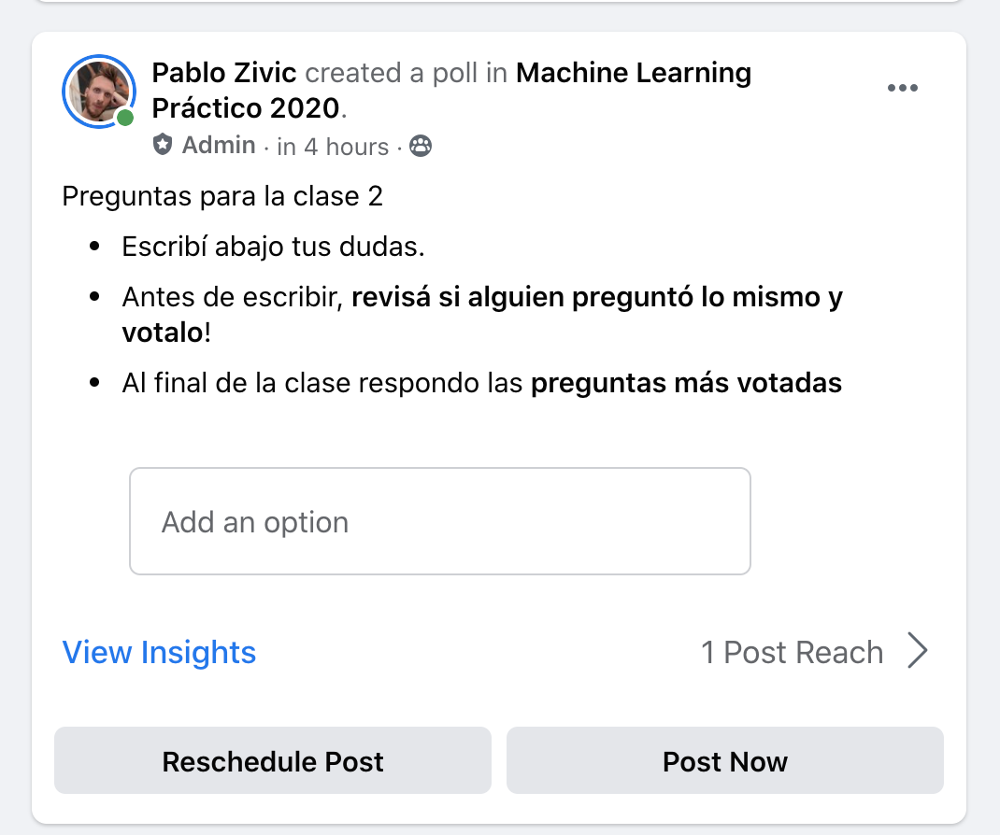 Pablo Zivic created a poll in Machine Learning
Práctico 2020.
Admin · in 4 hours ·
Preguntas para la clase 2
• Escribí abajo tus dudas.
• Antes de escribir, revisá si alguien preguntó lo mismo y
votalo!
• Al final de la clase respondo las preguntas más votadas
Add an option
View Insights 1 Post Reach
Reschedule Post Post Now